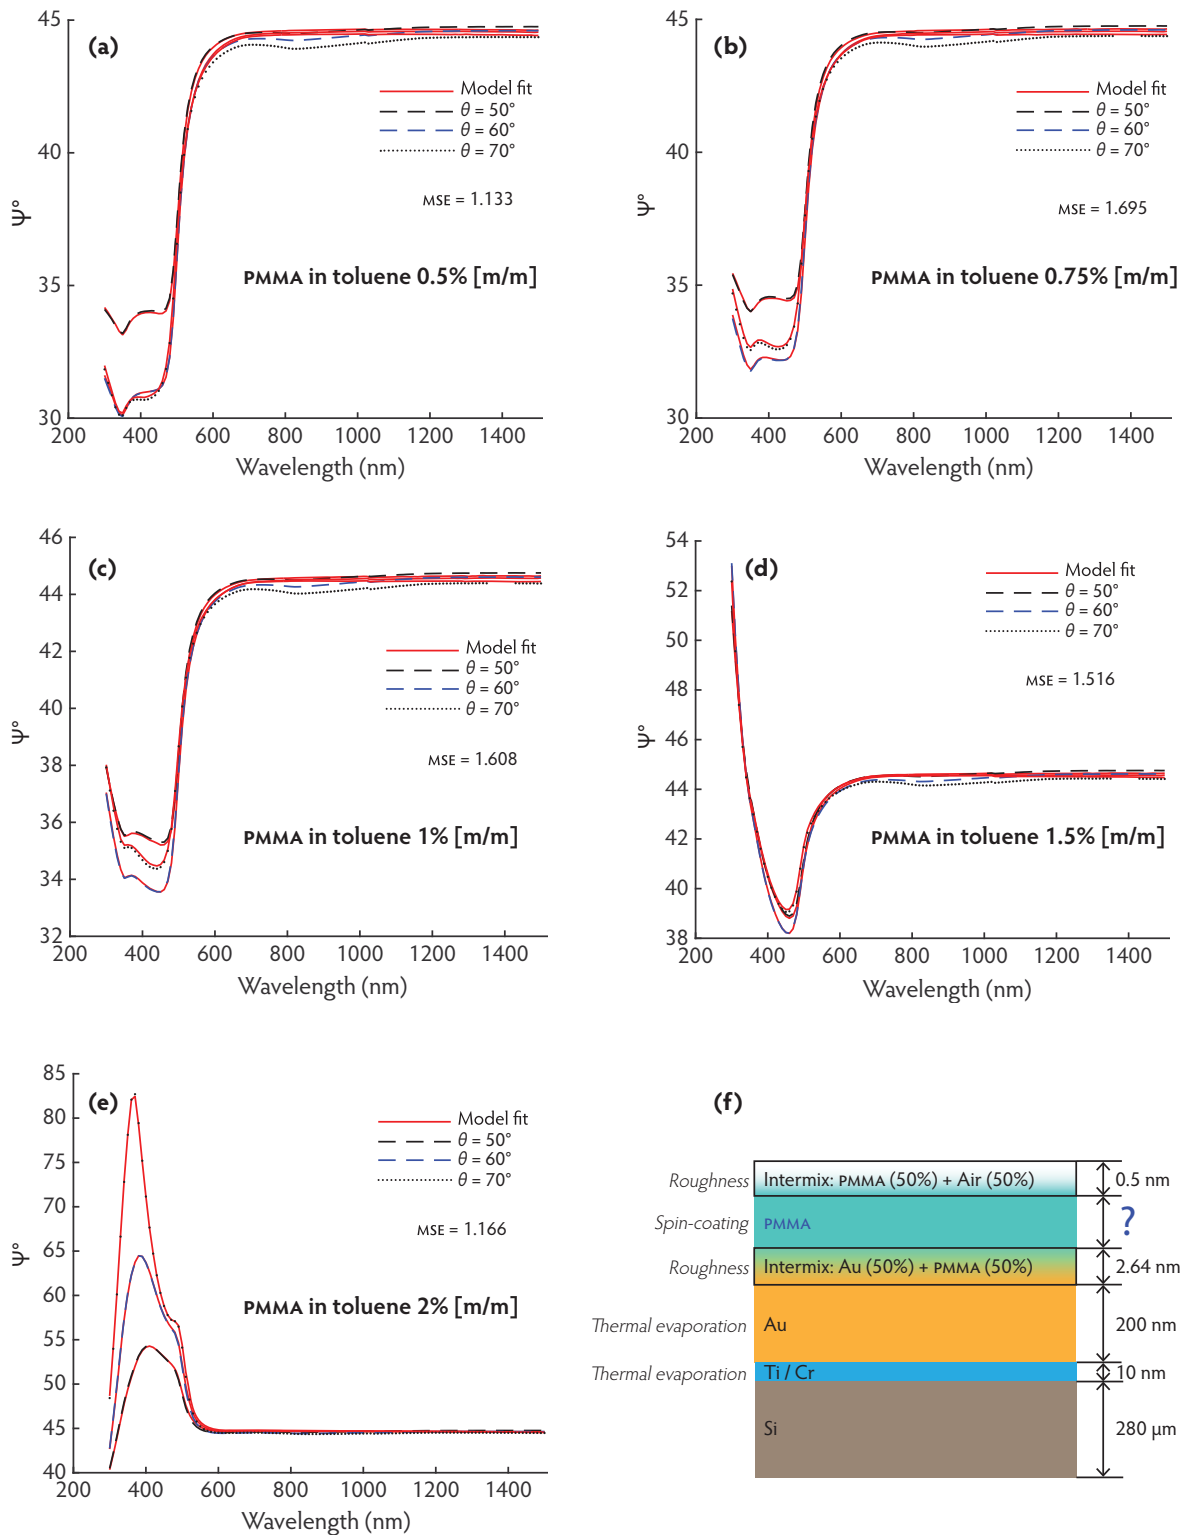 (a)
45
40
35
30
Ψ°
Model fit
θ = 50°
θ = 60°
θ = 70°
MSE = 1.133
PMMA in toluene 0.5% [m/m]
200 400 600 800 1000 1200 1400
Wavelength (nm)
(b)
45
40
35
30
Ψ°
Model fit
θ = 50°
θ = 60°
θ = 70°
MSE = 1.695
PMMA in toluene 0.75% [m/m]
200 400 600 800 1000 1200 1400
Wavelength (nm)
(c)
46
44
42
40
38
36
34
32
Ψ°
Model fit
θ = 50°
θ = 60°
θ = 70°
MSE = 1.608
PMMA in toluene 1% [m/m]
200 400 600 800 1000 1200 1400
Wavelength (nm)
(d)
54
52
50
48
46
44
42
40
38
Ψ°
Model fit
θ = 50°
θ = 60°
θ = 70°
MSE = 1.516
PMMA in toluene 1.5% [m/m]
200 400 600 800 1000 1200 1400
Wavelength (nm)
(e)
85
80
75
70
65
60
55
50
45
40
Ψ°
Model fit
θ = 50°
θ = 60°
θ = 70°
MSE = 1.166
PMMA in toluene 2% [m/m]
200 400 600 800 1000 1200 1400
Wavelength (nm)
(f)
Roughness Intermix: PMMA (50%) + Air (50%) 0.5 nm
Spin-coating PMMA ?
Roughness Intermix: Au (50%) + PMMA (50%) 2.64 nm
Thermal evaporation Au 200 nm
Thermal evaporation Ti / Cr 10 nm
Si 280 μm